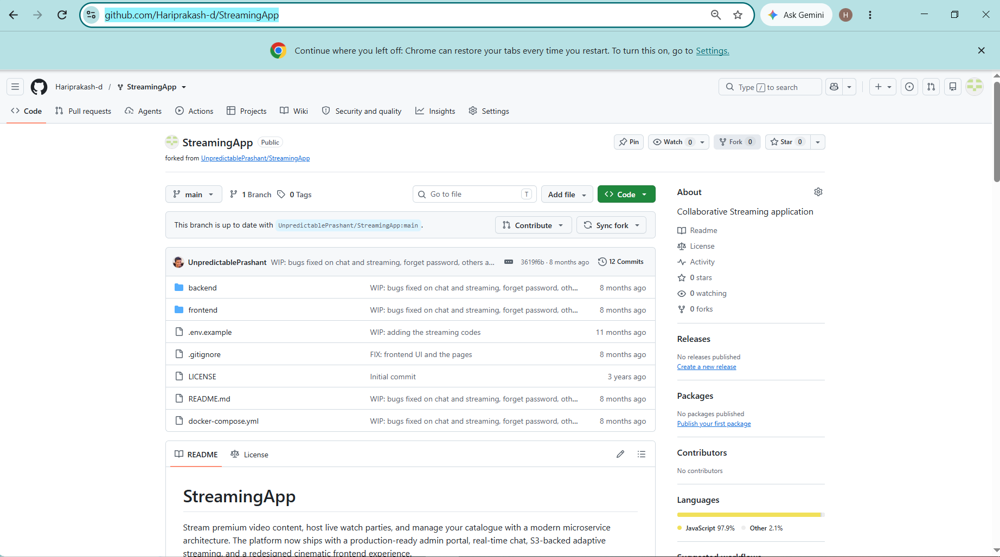 github.com/Hariprakash-d/StreamingApp
Ask Gemini
H
Continue where you left off: Chrome can restore your tabs every time you restart. To turn this on, go to Settings.
Hariprakash-d / StreamingApp
Type / to search
Code
Pull requests
Agents
Actions
Projects
Wiki
Security and quality
Insights
Settings
StreamingApp Public
Pin
Watch 0
Fork 0
Star 0
forked from UnpredictablePrashant/StreamingApp
main
1 Branch
0 Tags
Go to file T
Add file
Code
This branch is up to date with UnpredictablePrashant/StreamingApp:main .
Contribute
Sync fork
UnpredictablePrashant WIP: bugs fixed on chat and streaming, forget password, others a... 3619f6b · 8 months ago 12 Commits
backend WIP: bugs fixed on chat and streaming, forget password, oth... 8 months ago
frontend WIP: bugs fixed on chat and streaming, forget password, oth... 8 months ago
.env.example WIP: adding the streaming codes 11 months ago
.gitignore FIX: frontend UI and the pages 8 months ago
LICENSE Initial commit 3 years ago
README.md WIP: bugs fixed on chat and streaming, forget password, oth... 8 months ago
docker-compose.yml WIP: bugs fixed on chat and streaming, forget password, oth... 8 months ago
README
License
StreamingApp
Stream premium video content, host live watch parties, and manage your catalogue with a modern microservice
architecture. The platform now ships with a production-ready admin portal, real-time chat, S3-backed adaptive
streaming, and a redesigned cinematic frontend experience.
About
Collaborative Streaming application
Readme
License
Activity
0 stars
0 watching
0 forks
Releases
No releases published
Create a new release
Packages
No packages published
Publish your first package
Contributors
No contributors
Languages
JavaScript 97.9%
Other 2.1%
Suggested workflows